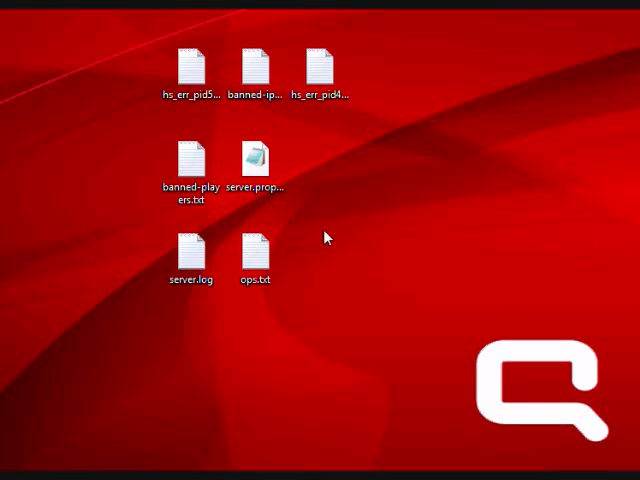 hs_err_pid5...
banned-ip...
hs_err_pid4...
banned-play
ers.txt
server.prop...
server.log
ops.txt